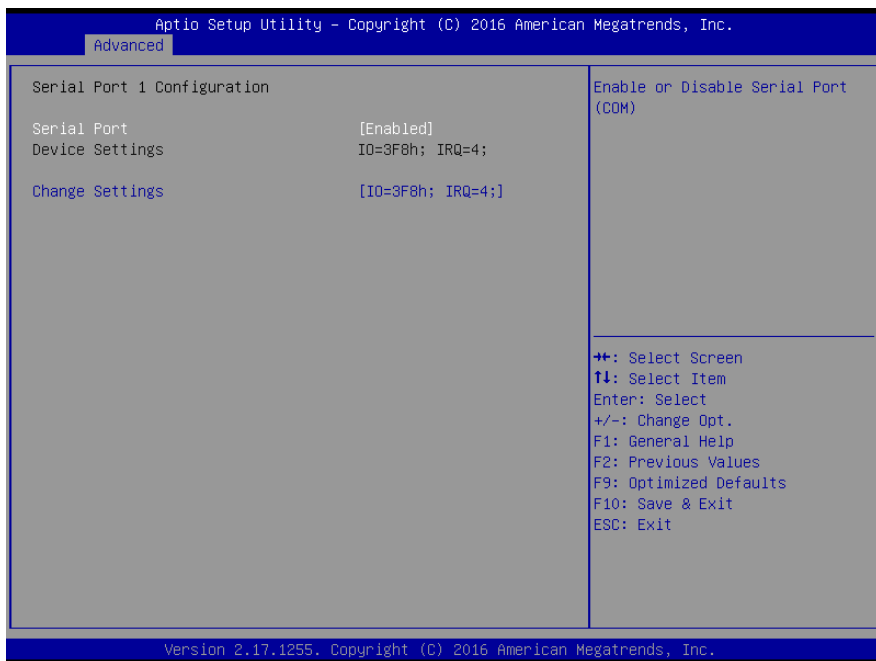 Aptio Setup Utility – Copyright (C) 2016 American Megatrends, Inc.
Advanced
Serial Port 1 Configuration
Serial Port [Enabled]
Device Settings IO=3F8h; IRQ=4;
Change Settings [IO=3F8h; IRQ=4;]
Enable or Disable Serial Port
(COM)
→←: Select Screen
↑↓: Select Item
Enter: Select
+/-: Change Opt.
F1: General Help
F2: Previous Values
F9: Optimized Defaults
F10: Save & Exit
ESC: Exit
Version 2.17.1255. Copyright (C) 2016 American Megatrends, Inc.